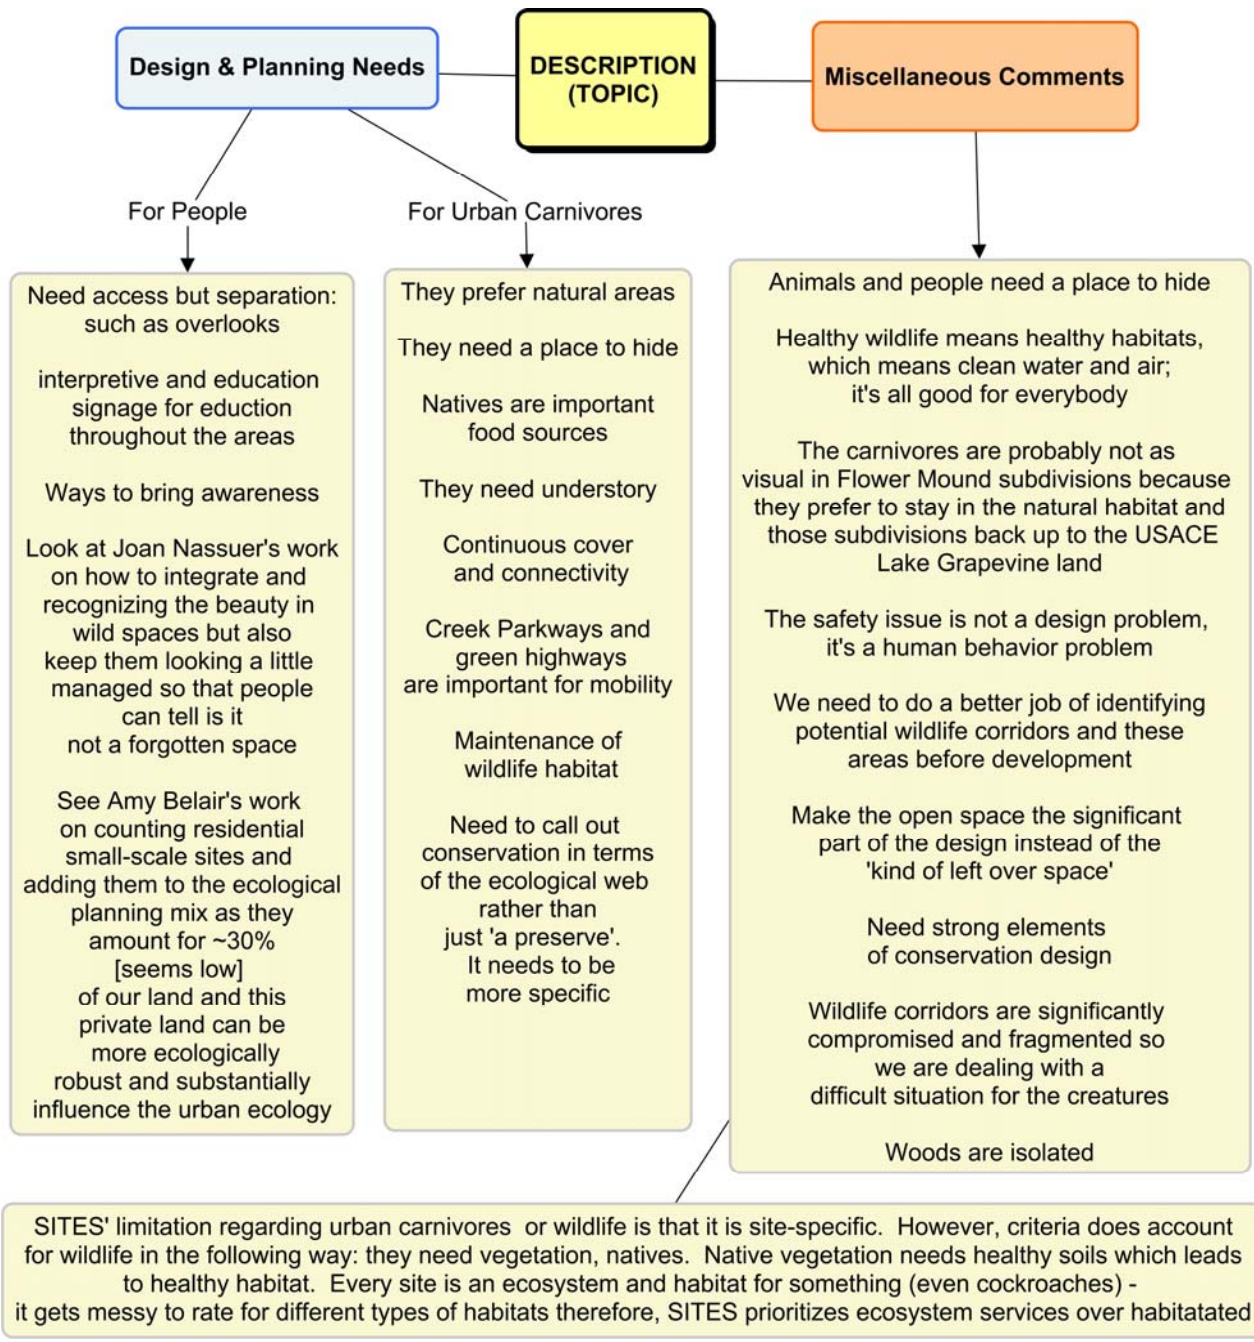 Design & Planning Needs
DESCRIPTION
(TOPIC)
Miscellaneous Comments
For People
For Urban Carnivores
Need access but separation:
such as overlooks
interpretive and education
signage for eduction
throughout the areas
Ways to bring awareness
Look at Joan Nassuer's work
on how to integrate and
recognizing the beauty in
wild spaces but also
keep them looking a little
managed so that people
can tell is it
not a forgotten space
See Amy Belair's work
on counting residential
small-scale sites and
adding them to the ecological
planning mix as they
amount for ~30%
[seems low]
of our land and this
private land can be
more ecologically
robust and substantially
influence the urban ecology
They prefer natural areas
They need a place to hide
Natives are important
food sources
They need understory
Continuous cover
and connectivity
Creek Parkways and
green highways
are important for mobility
Maintenance of
wildlife habitat
Need to call out
conservation in terms
of the ecological web
rather than
just 'a preserve'.
It needs to be
more specific
Animals and people need a place to hide
Healthy wildlife means healthy habitats,
which means clean water and air;
it's all good for everybody
The carnivores are probably not as
visual in Flower Mound subdivisions because
they prefer to stay in the natural habitat and
those subdivisions back up to the USACE
Lake Grapevine land
The safety issue is not a design problem,
it's a human behavior problem
We need to do a better job of identifying
potential wildlife corridors and these
areas before development
Make the open space the significant
part of the design instead of the
'kind of left over space'
Need strong elements
of conservation design
Wildlife corridors are significantly
compromised and fragmented so
we are dealing with a
difficult situation for the creatures
Woods are isolated
SITES' limitation regarding urban carnivores or wildlife is that it is site-specific. However, criteria does account
for wildlife in the following way: they need vegetation, natives. Native vegetation needs healthy soils which leads
to healthy habitat. Every site is an ecosystem and habitat for something (even cockroaches) -
it gets messy to rate for different types of habitats therefore, SITES prioritizes ecosystem services over habitatated